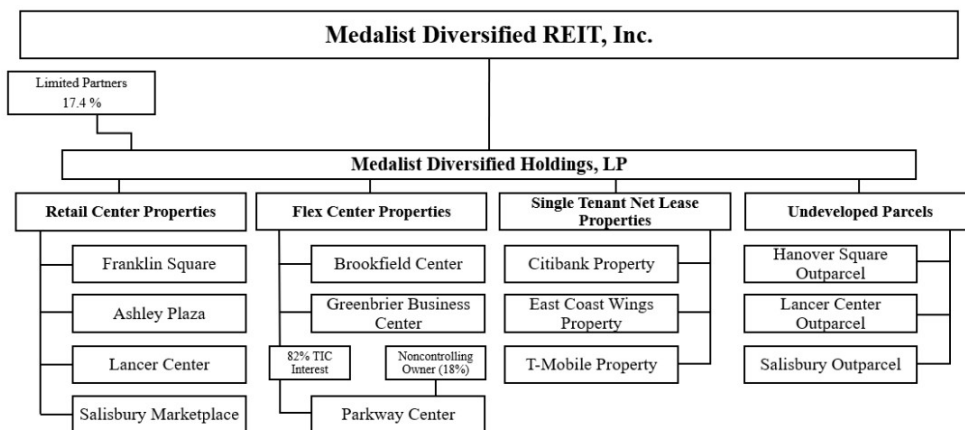 Medalist Diversified REIT, Inc.
Limited Partners
17.4 %
Medalist Diversified Holdings, LP
Retail Center Properties
Franklin Square
Ashley Plaza
Lancer Center
Salisbury Marketplace
Flex Center Properties
Brookfield Center
Greenbrier Business
Center
82% TIC
Interest
Noncontrolling
Owner (18%)
Parkway Center
Single Tenant Net Lease
Properties
Citibank Property
East Coast Wings
Property
T-Mobile Property
Undeveloped Parcels
Hanover Square
Outparcel
Lancer Center
Outparcel
Salisbury Outparcel